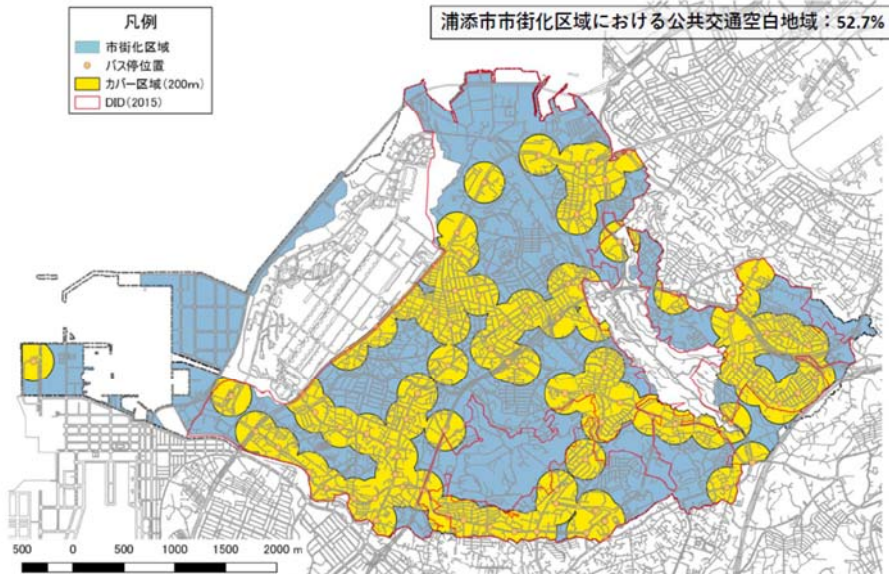 浦添市市街化区域における公共交通空白地域：52.7%
凡例
市街化区域
バス停位置
カバー区域(200m)
DID(2015)
500 0 500 1000 1500 2000 m